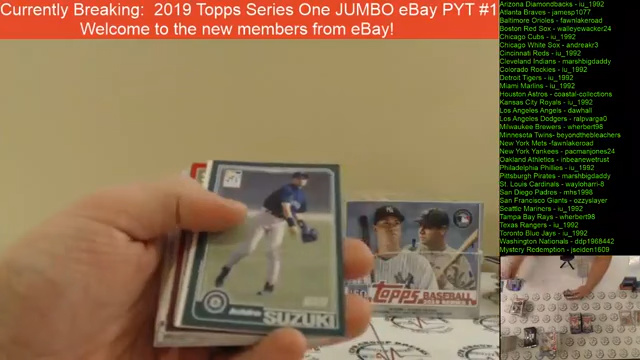 Currently Breaking: 2019 Topps Series One JUMBO eBay PYT #1
Welcome to the new members from eBay!
Arizona Diamondbacks - iu_1992
Atlanta Braves - jamesp1077
Baltimore Orioles - fawnlakeroad
Boston Red Sox - walleywacker24
Chicago Cubs - iu_1992
Chicago White Sox - andreakr3
Cincinnati Reds - iu_1992
Cleveland Indians - marshbigdaddy
Colorado Rockies - iu_1992
Detroit Tigers - iu_1992
Miami Marlins - iu_1992
Houston Astros - coastal-collections
Kansas City Royals - iu_1992
Los Angeles Angels - dawhall
Los Angeles Dodgers - ralpvarga0
Milwaukee Brewers - wherbert98
Minnesota Twins- beyondthebleachers
New York Mets -fawnlakeroad
New York Yankees - pacmanjones24
Oakland Athletics - inbeanewetrust
Philadelphia Phillies - iu_1992
Pittsburgh Pirates - marshbigdaddy
St. Louis Cardinals - wayloharri-8
San Diego Padres - mhs1998
San Francisco Giants - ozzyslayer
Seattle Mariners - iu_1992
Tampa Bay Rays - wherbert98
Texas Rangers - iu_1992
Toronto Blue Jays - iu_1992
Washington Nationals - ddp1968442
Mystery Redemption - jseiden1609
SUZUKI
topps BASEBALL